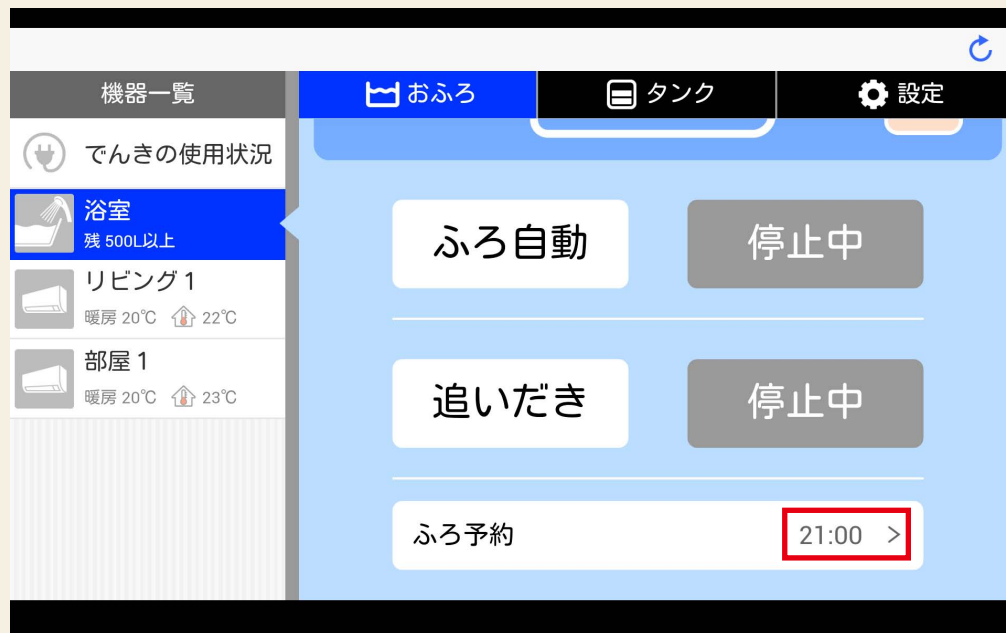 機器一覧
おふろ
タンク
設定
でんきの使用状況
浴室
残 500L以上
リビング 1
暖房 20℃ 22℃
部屋 1
暖房 20℃ 23℃
ふろ自動
停止中
追いだき
停止中
ふろ予約
21:00 >